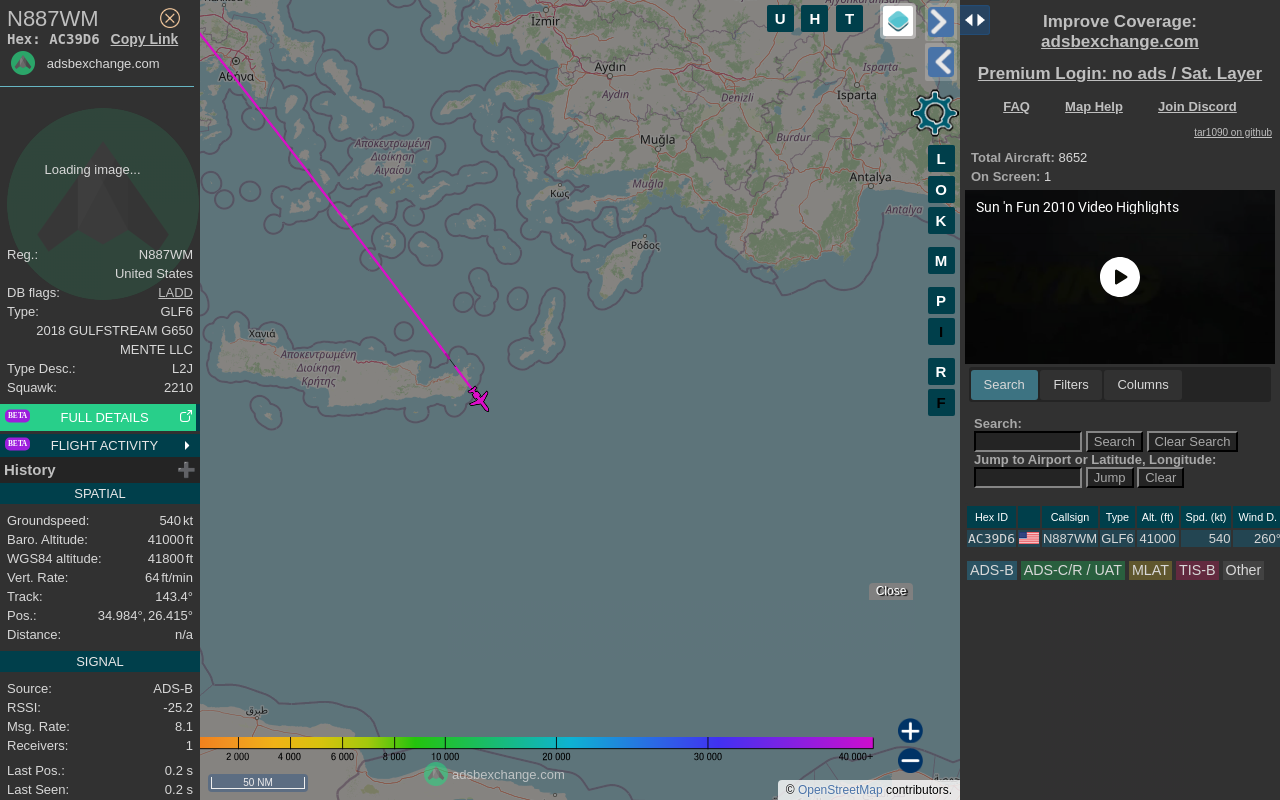 N887WM
Hex: AC39D6 Copy Link
adsbexchange.com
Loading image...
Reg.: N887WM
United States
DB flags: LADD
Type: GLF6
2018 GULFSTREAM G650
MENTE LLC
Type Desc.: L2J
Squawk: 2210
BETA FULL DETAILS
BETA FLIGHT ACTIVITY
History
SPATIAL
Groundspeed: 540 kt
Baro. Altitude: 41000 ft
WGS84 altitude: 41800 ft
Vert. Rate: 64 ft/min
Track: 143.4°
Pos.: 34.984°, 26.415°
Distance: n/a
SIGNAL
Source: ADS-B
RSSI: -25.2
Msg. Rate: 8.1
Receivers: 1
Last Pos.: 0.2 s
Last Seen: 0.2 s
İzmir
Αθήνα
Aydın
Aydın
Denizli
Isparta
Isparta
Αποκεντρωμένη
Διοίκηση
Αιγαίου
Muğla
Muğla
Burdur
Κως
Antalya
Antalya
Ρόδος
Χανιά
Αποκεντρωμένη
Διοίκηση
Κρήτης
طبرق
U H T
L
O
K
M
P
I
R
F
Close
2 000 4 000 6 000 8 000 10 000 20 000 30 000 40 000+
50 NM
adsbexchange.com
© OpenStreetMap contributors.
Improve Coverage:
adsbexchange.com
Premium Login: no ads / Sat. Layer
FAQ Map Help Join Discord
tar1090 on github
Total Aircraft: 8652
On Screen: 1
Sun 'n Fun 2010 Video Highlights
Search Filters Columns
Search:
Search Clear Search
Jump to Airport or Latitude, Longitude:
Jump Clear
Hex ID Callsign Type Alt. (ft) Spd. (kt) Wind D.
AC39D6 N887WM GLF6 41000 540 260°
ADS-B ADS-C/R / UAT MLAT TIS-B Other